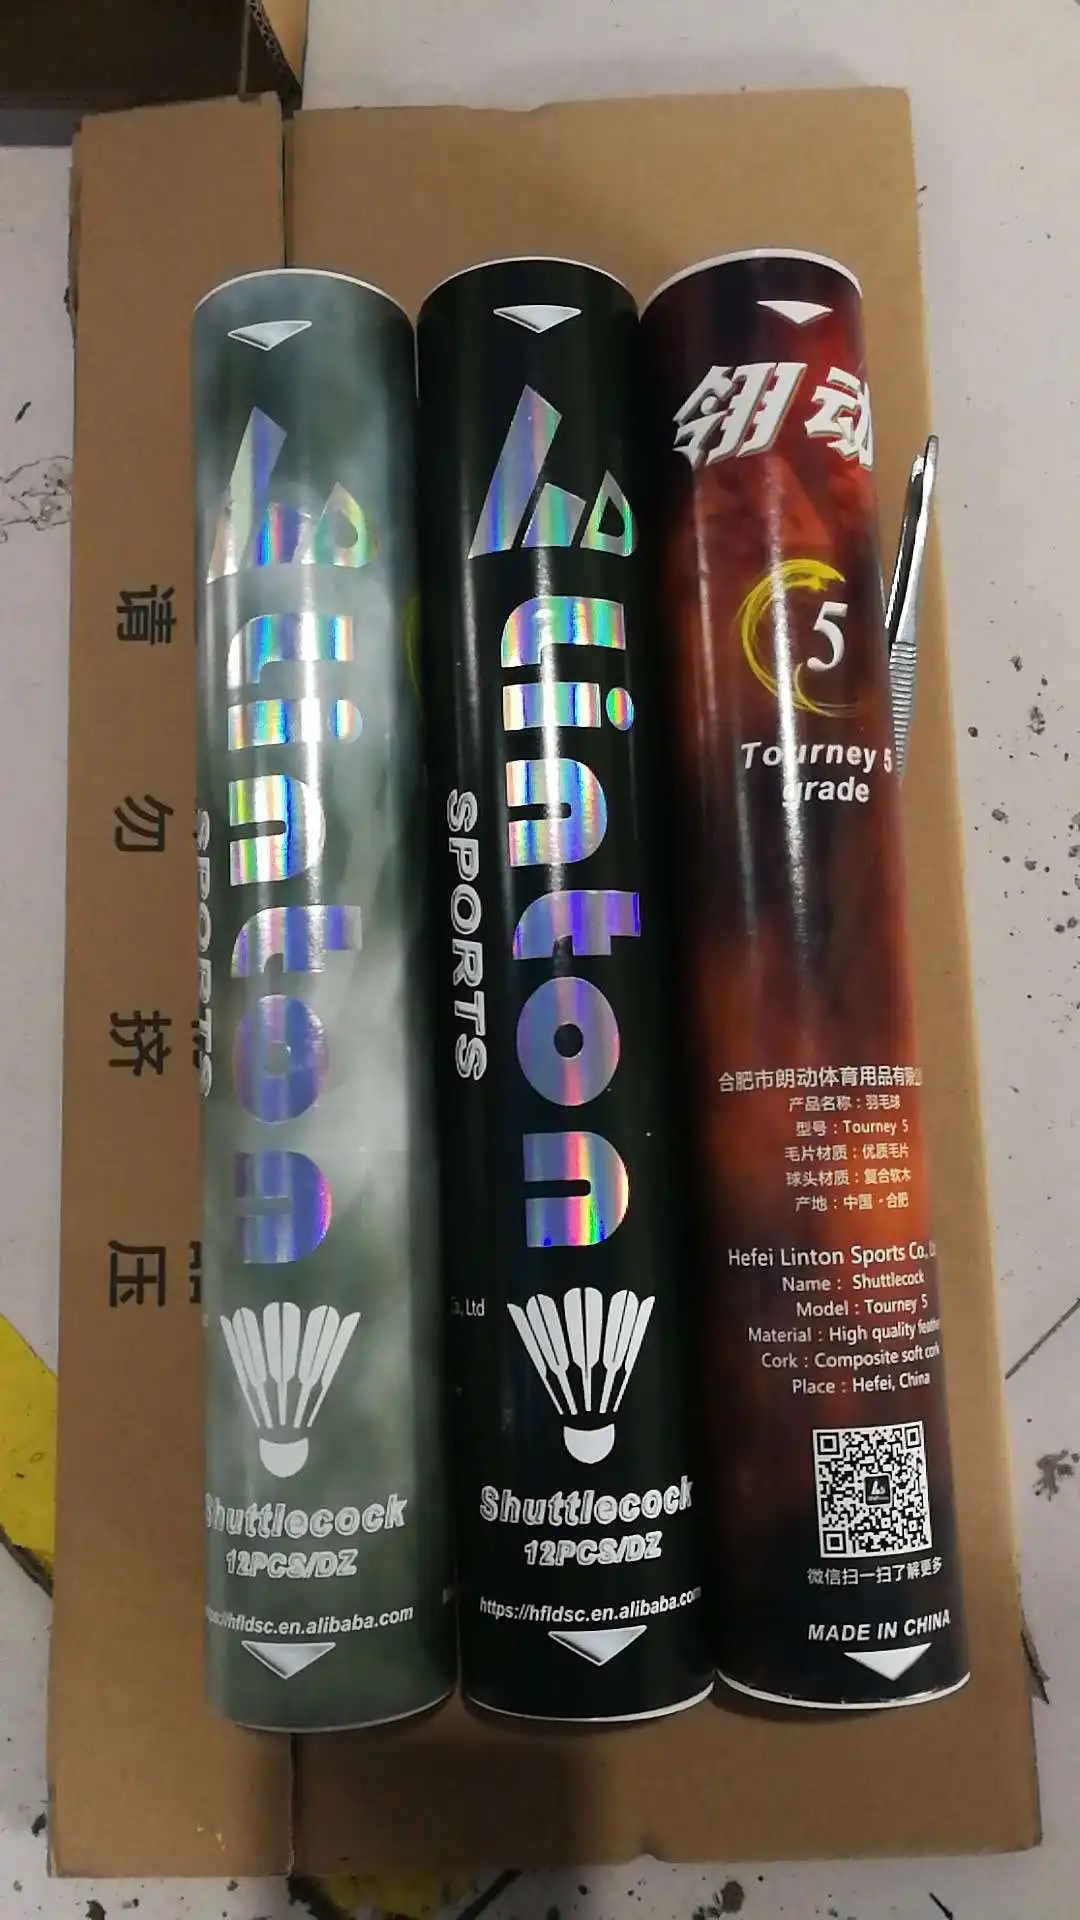 请勿挤压
Linton
SPORTS
Shuttlecock
12PCS/DZ
https://hfldsc.en.alibaba.com
Linton
SPORTS
Co., Ltd
Shuttlecock
12PCS/DZ
https://hfldsc.en.alibaba.com
翎动
5
Tourney 5
grade
合肥市朗动体育用品有限
产品名称：羽毛球
型号：Tourney 5
毛片材质：优质毛片
球头材质：复合软木
产地：中国·合肥
Hefei Linton Sports Co., Lt
Name： Shuttlecock
Model：Tourney 5
Material：High quality feathe
Cork：Composite soft cork
Place：Hefei, China
微信扫一扫了解更多
MADE IN CHINA